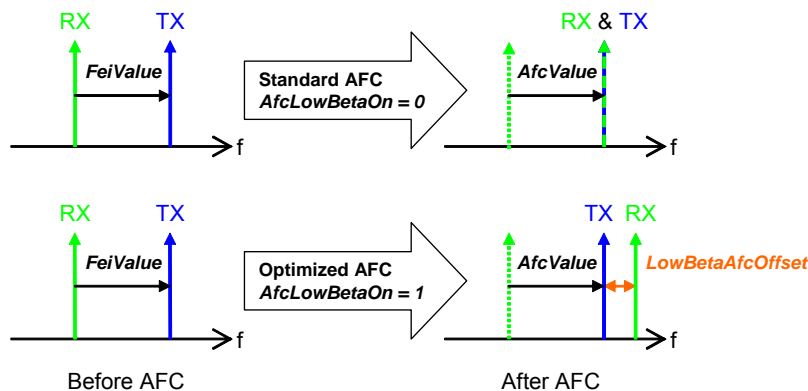 RX TX
FeiValue
f
Standard AFC
AfcLowBetaOn = 0
RX & TX
AfcValue
f
RX TX
FeiValue
f
Optimized AFC
AfcLowBetaOn = 1
TX RX
AfcValue
LowBetaAfcOffset
f
Before AFC
After AFC